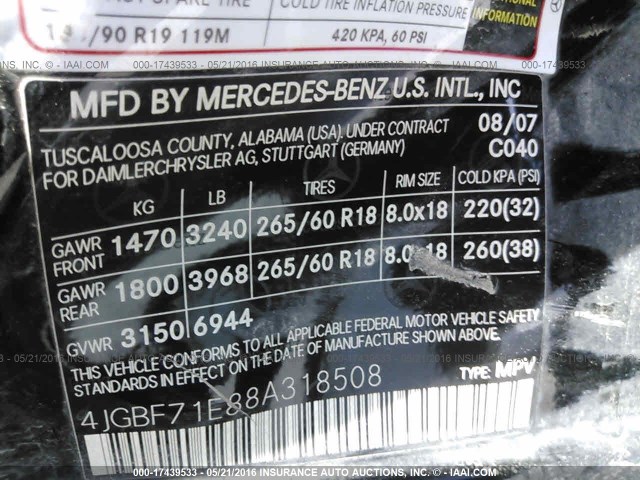 SPARE TIRE COLD TIRE INFLATION PRESSURE
/90 R19 119M 420 KPA, 60 PSI
INFORMATION
000-17439533 - 05/21/2016 INSURANCE AUTO AUCTIONS - © - IAAI.COM
MFD BY MERCEDES-BENZ U.S. INTL., INC
TUSCALOOSA COUNTY, ALABAMA (USA). UNDER CONTRACT 08/07
FOR DAIMLERCHRYSLER AG, STUTTGART (GERMANY) C040
KG LB TIRES RIM SIZE COLD KPA (PSI)
GAWR FRONT 1470 3240 265/60 R18 8.0x18 220(32)
GAWR REAR 1800 3968 265/60 R18 8.0x18 260(38)
GVWR 3150 6944
THIS VEHICLE CONFORMS TO ALL APPLICABLE FEDERAL MOTOR VEHICLE SAFETY
STANDARDS IN EFFECT ON THE DATE OF MANUFACTURE SHOWN ABOVE.
4JGBF71E88A318508 TYPE: MPV
000-17439533 - 05/21/2016 INSURANCE AUTO AUCTIONS - © - IAAI.COM